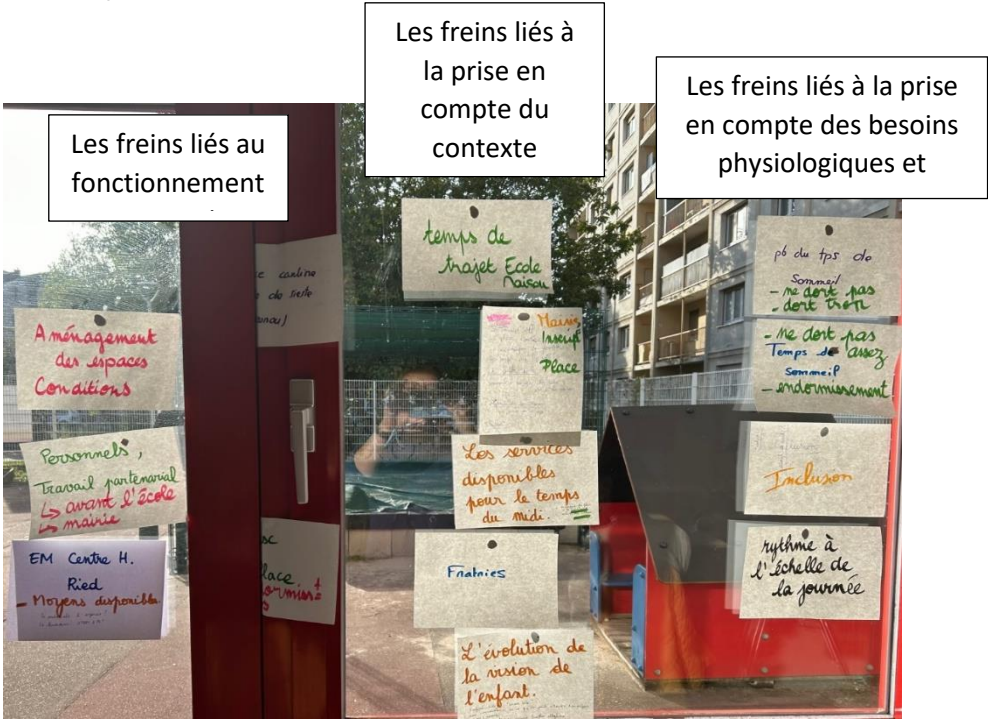 Les freins liés au
fonctionnement
Les freins liés à
la prise en
compte du
contexte
Les freins liés à la prise
en compte des besoins
physiologiques et
Aménagement
des espaces
Conditions
Personnels,
Travail partenarial
↳ avant l'école
↳ mairie
EM Centre H.
Ried
- Moyens disponibles
cantine
de sieste
temps de
trajet Ecole
Maison
Mairie,
Inscript
Place
Les services
disponibles
pour le temps
du midi.
Fratries
L'évolution de
la vision de
l'enfant.
pb du tps de
Sommeil
- ne dort pas
- dort trop
- ne dort pas
Temps de assez
Sommeil
- endormissement
Inclusion
rythme à
l'échelle de
la journée